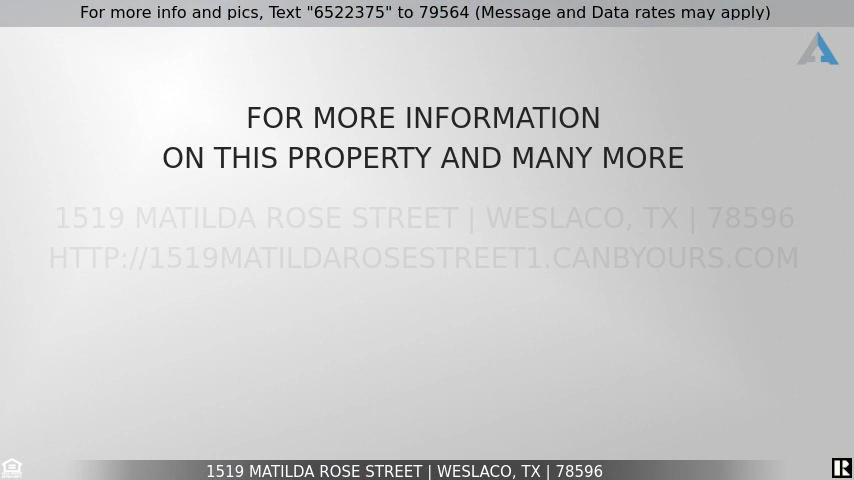 For more info and pics, Text "6522375" to 79564 (Message and Data rates may apply)
FOR MORE INFORMATION
ON THIS PROPERTY AND MANY MORE
1519 MATILDA ROSE STREET | WESLACO, TX | 78596
HTTP://1519MATILDAROSESTREET1.CANBYOURS.COM
1519 MATILDA ROSE STREET | WESLACO, TX | 78596